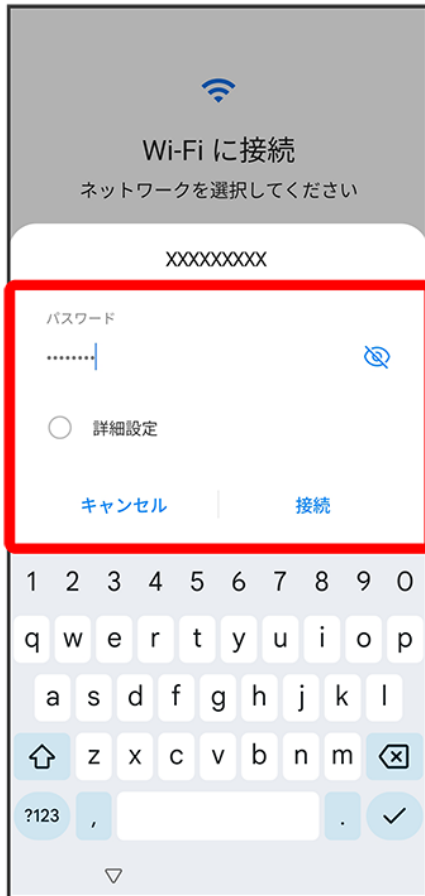 Wi-Fi に接続
ネットワークを選択してください
XXXXXXXXX
パスワード
••••••••
詳細設定
キャンセル 接続
1 2 3 4 5 6 7 8 9 0
q w e r t y u i o p
a s d f g h j k l
z x c v b n m
?123 , .